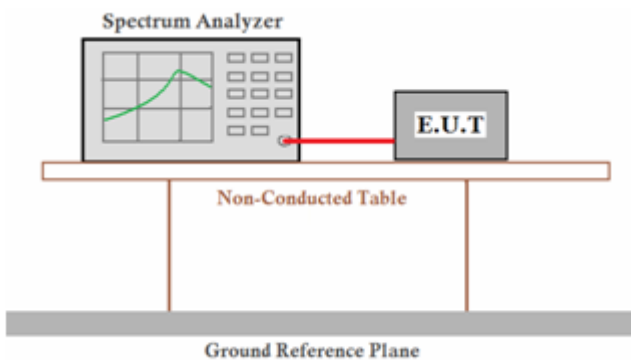 Spectrum Analyzer
E.U.T
Non-Conducted Table
Ground Reference Plane